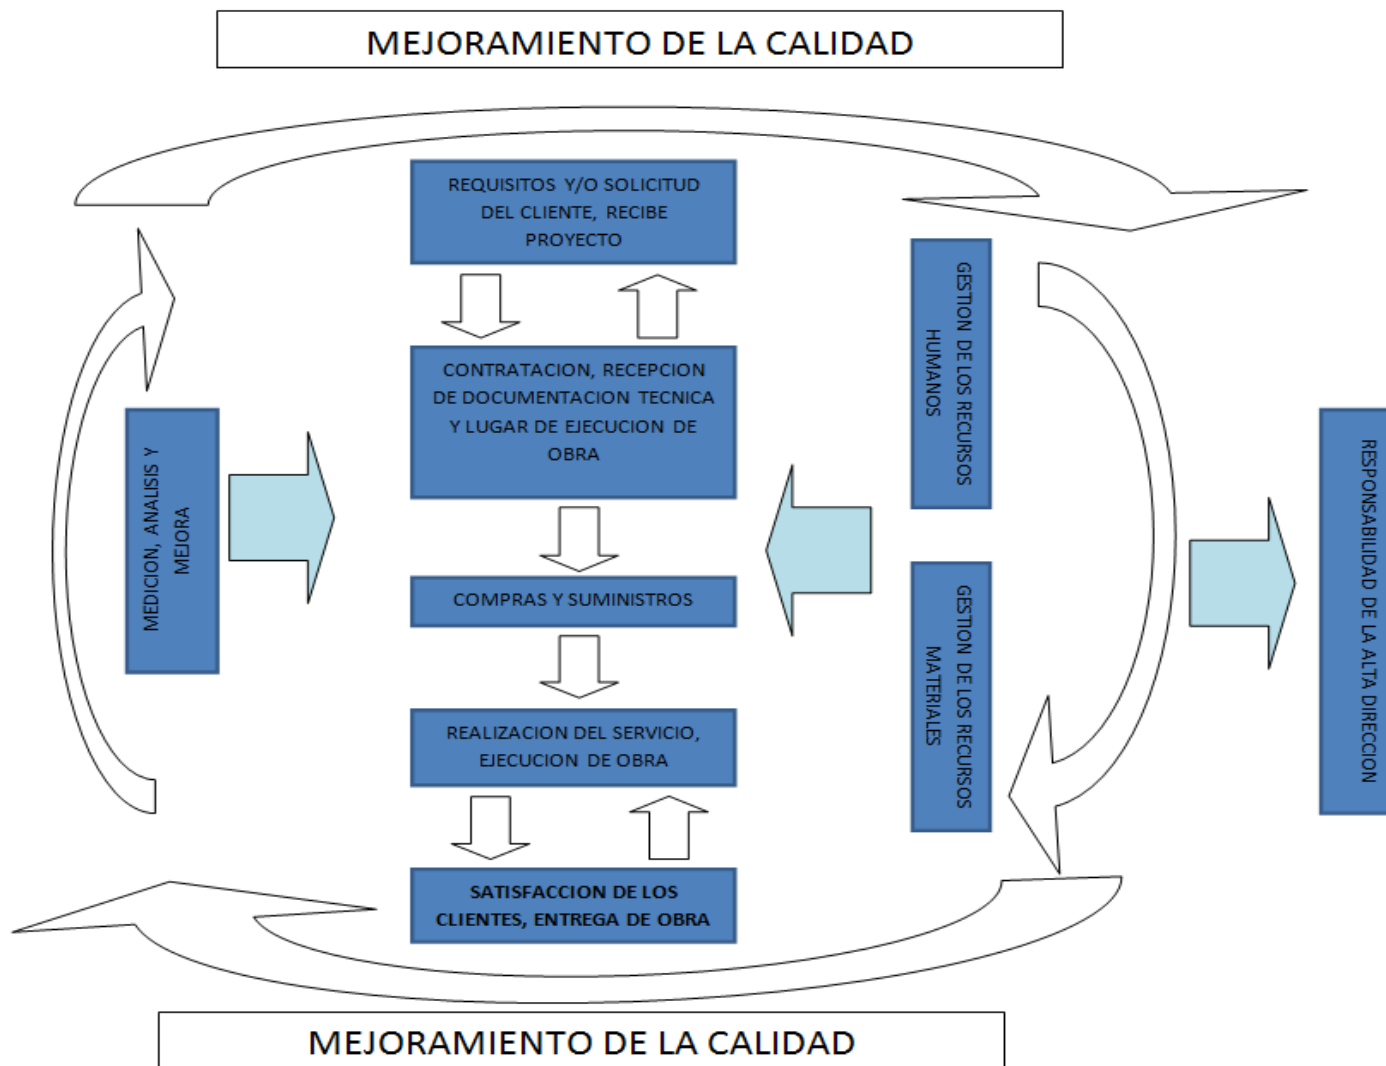 MEJORAMIENTO DE LA CALIDAD
REQUISITOS Y/O SOLICITUD
DEL CLIENTE, RECIBE
PROYECTO
CONTRATACION, RECEPCION
DE DOCUMENTACION TECNICA
Y LUGAR DE EJECUCION DE
OBRA
COMPRAS Y SUMINISTROS
REALIZACION DEL SERVICIO,
EJECUCION DE OBRA
SATISFACCION DE LOS
CLIENTES, ENTREGA DE OBRA
MEDICION, ANALISIS Y
MEJORA
GESTION DE LOS RECURSOS
HUMANOS
GESTION DE LOS RECURSOS
MATERIALES
RESPONSABILIDAD DE LA ALTA DIRECCION
MEJORAMIENTO DE LA CALIDAD